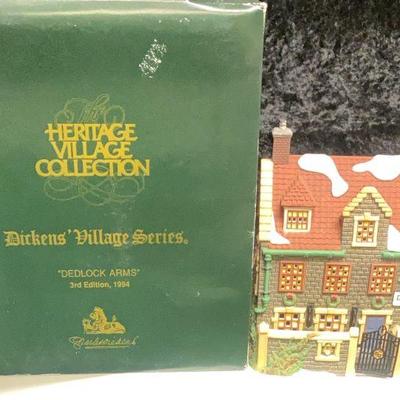 The
HERITAGE
VILLAGE
COLLECTION
Dickens' Village Series®
"DEDLOCK ARMS"
3rd Edition, 1994